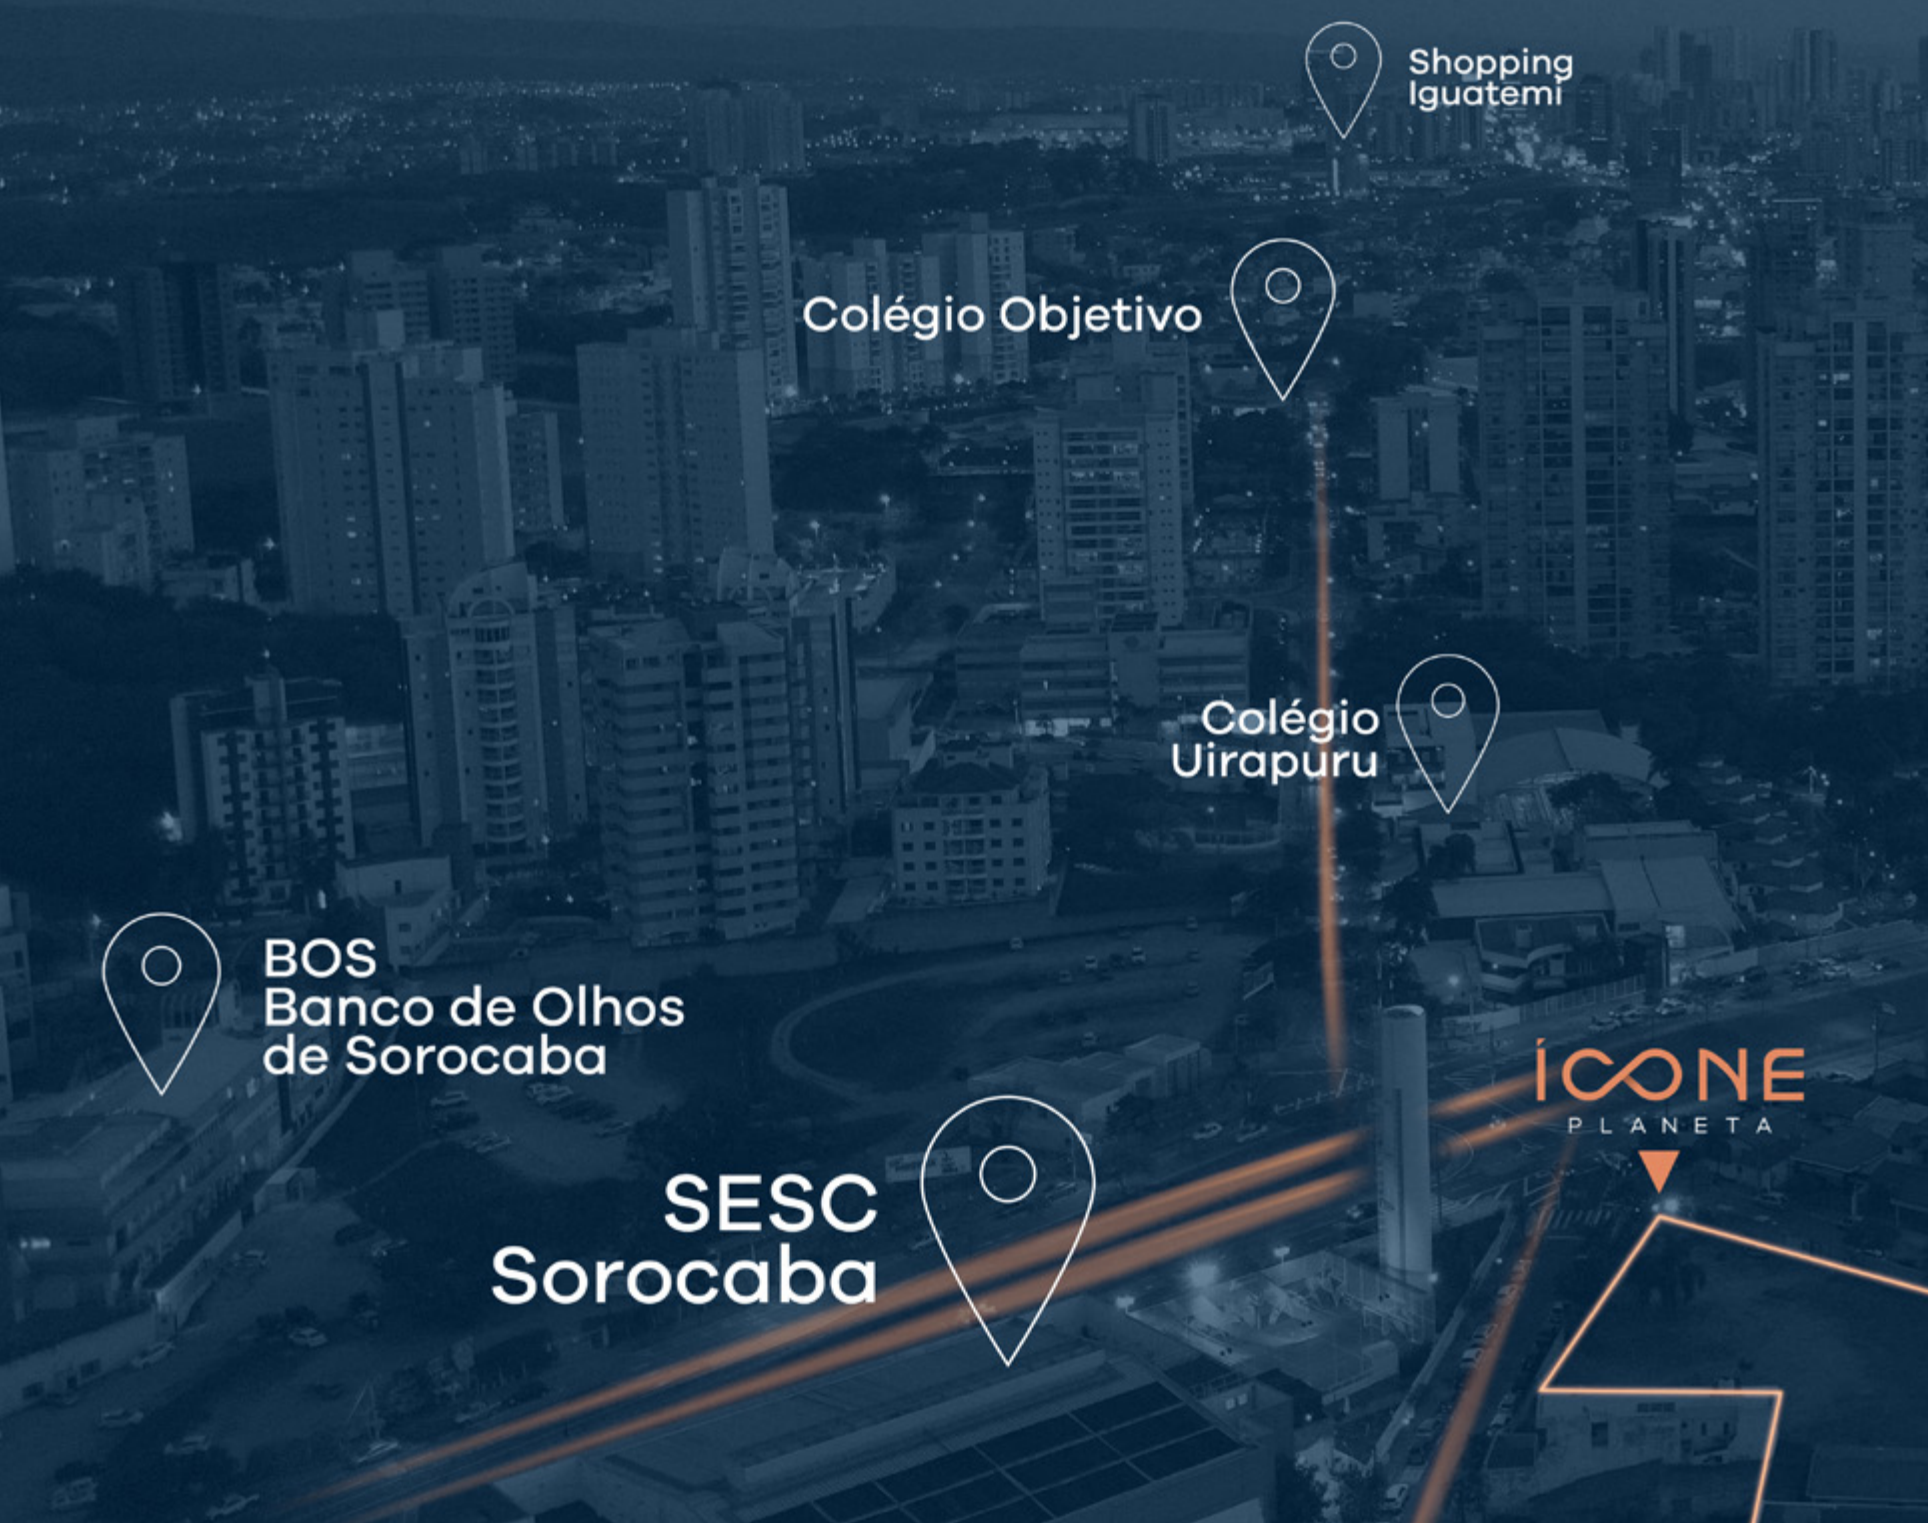 Shopping
Iguatemi
Colégio Objetivo
Colégio
Uirapuru
BOS
Banco de Olhos
de Sorocaba
ÍCONE
PLANETA
SESC
Sorocaba